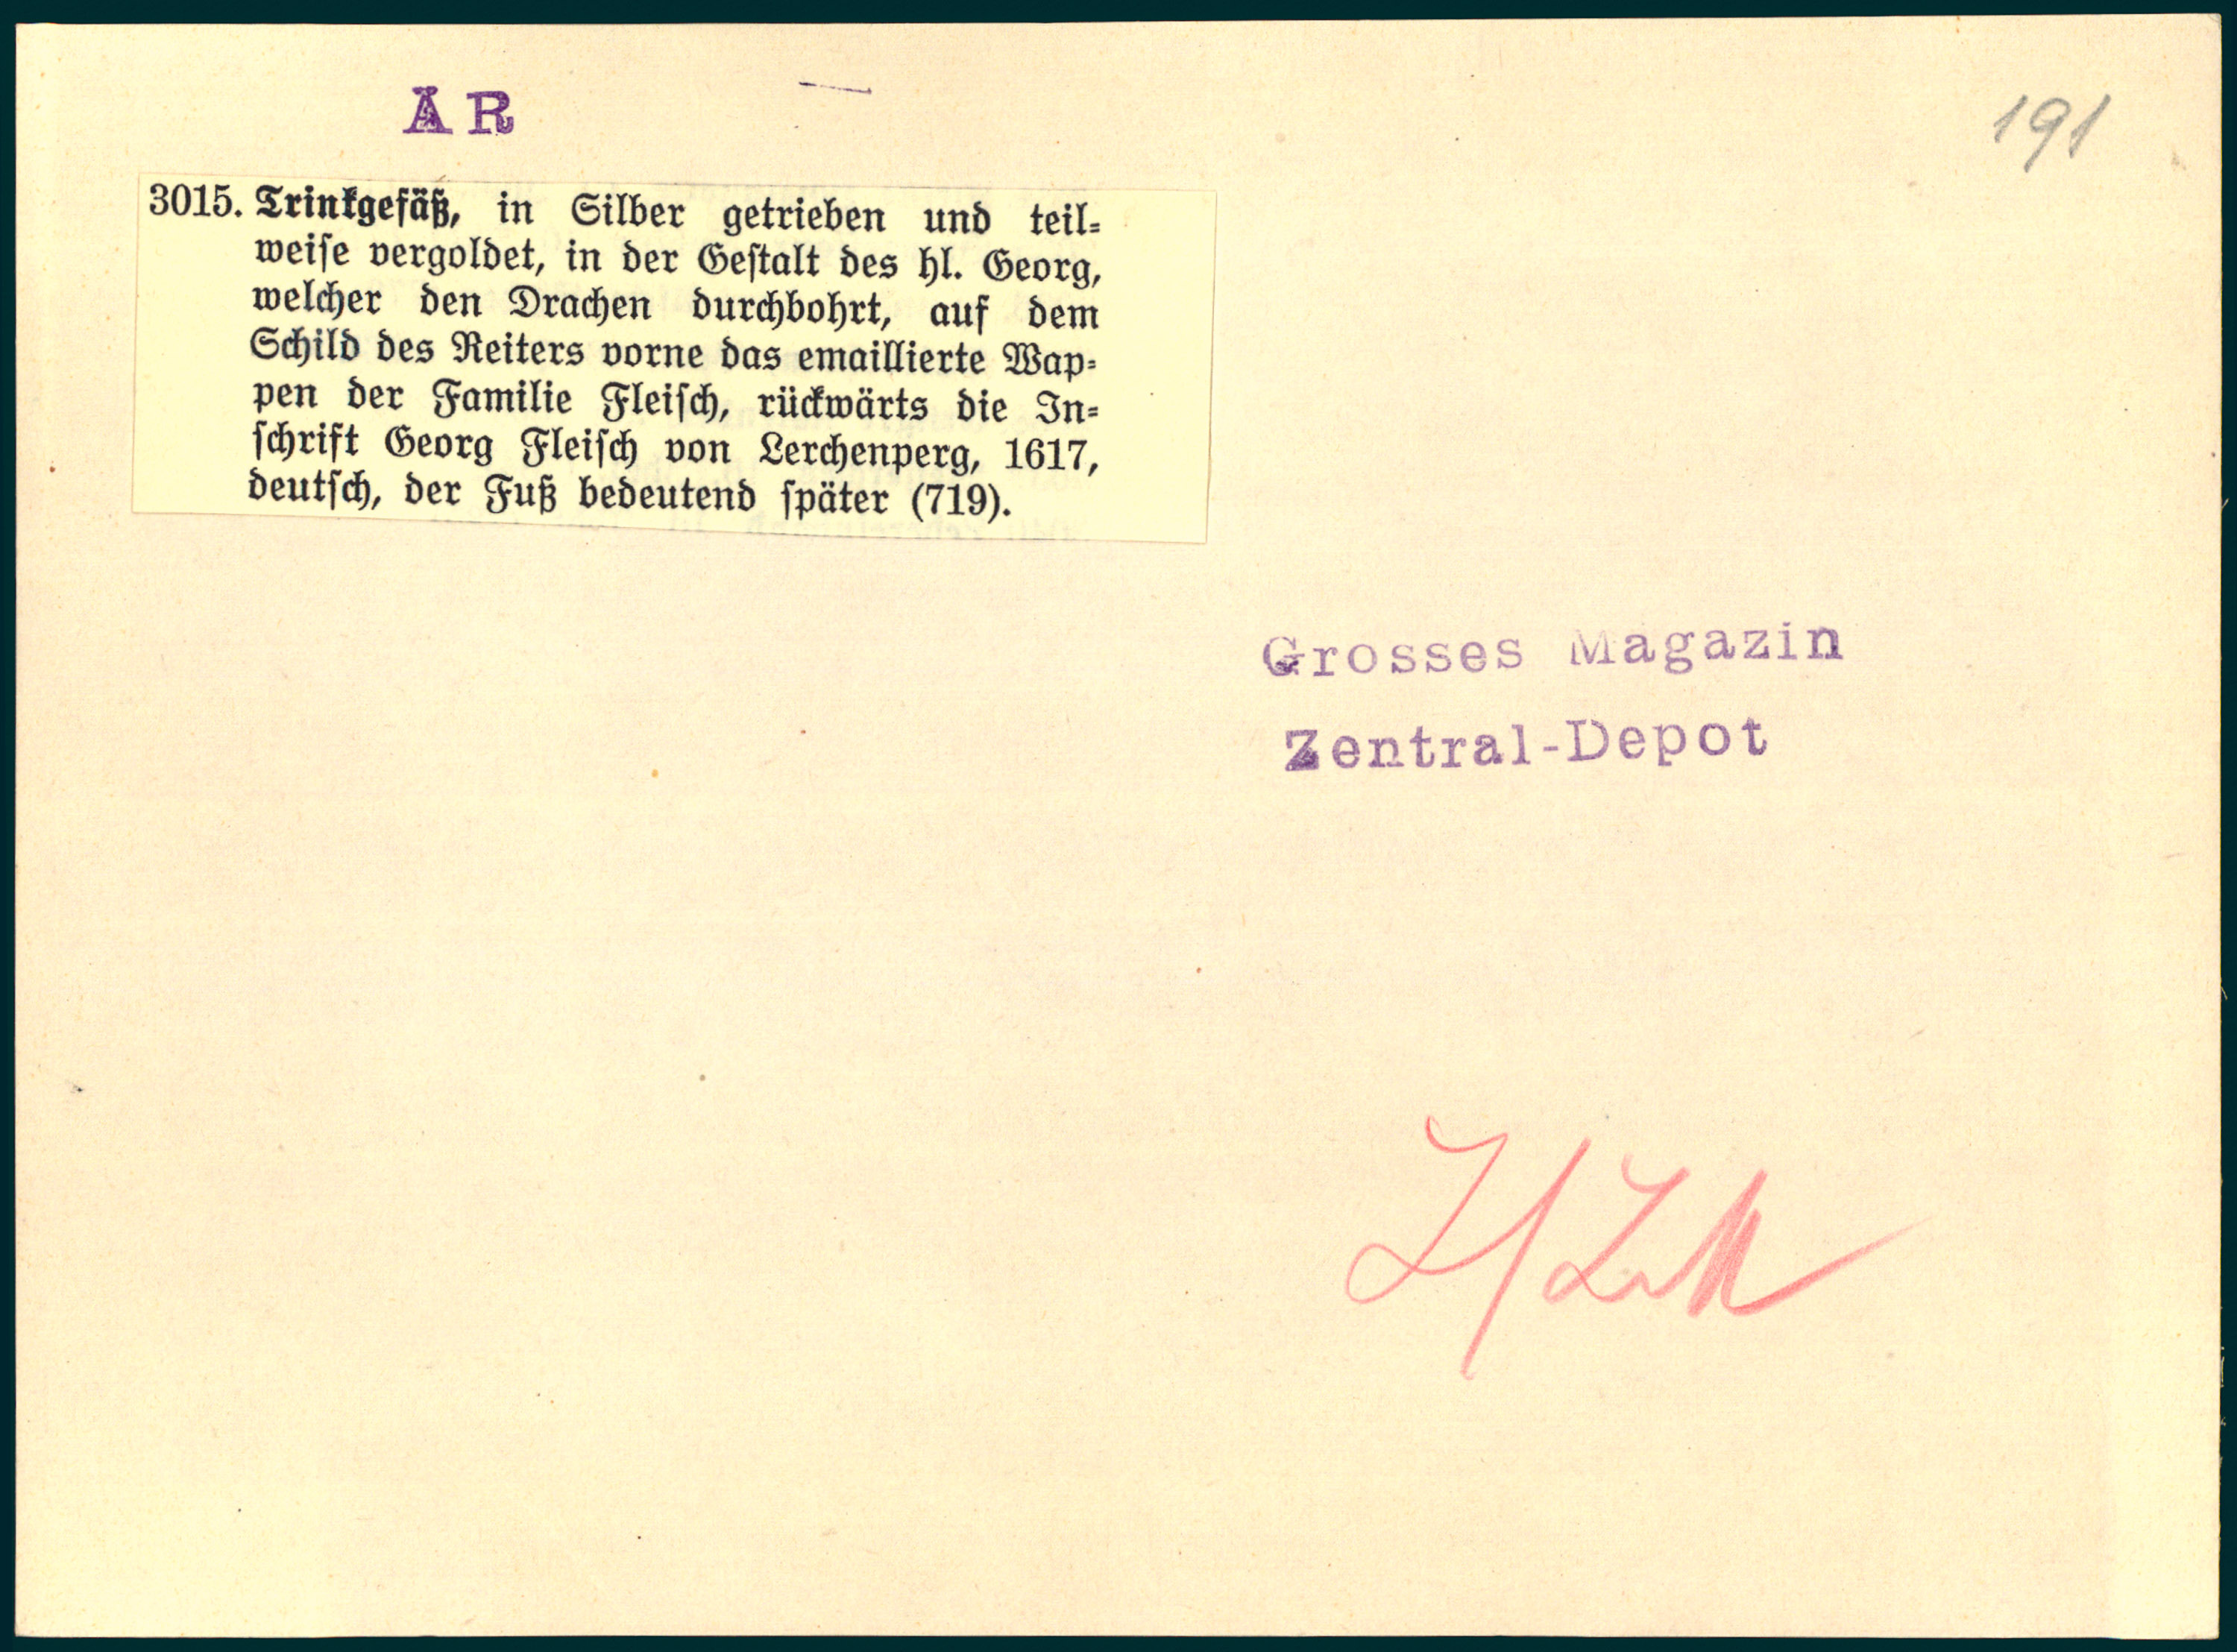 AR
191
3015. Trinkgefäß, in Silber getrieben und teil-
weise vergoldet, in der Gestalt des hl. Georg,
welcher den Drachen durchbohrt, auf dem
Schild des Reiters vorne das emaillierte Wap-
pen der Familie Fleisch, rückwärts die In-
schrift Georg Fleisch von Lerchenperg, 1617,
deutsch, der Fuß bedeutend später (719).
Grosses Magazin
Zentral-Depot